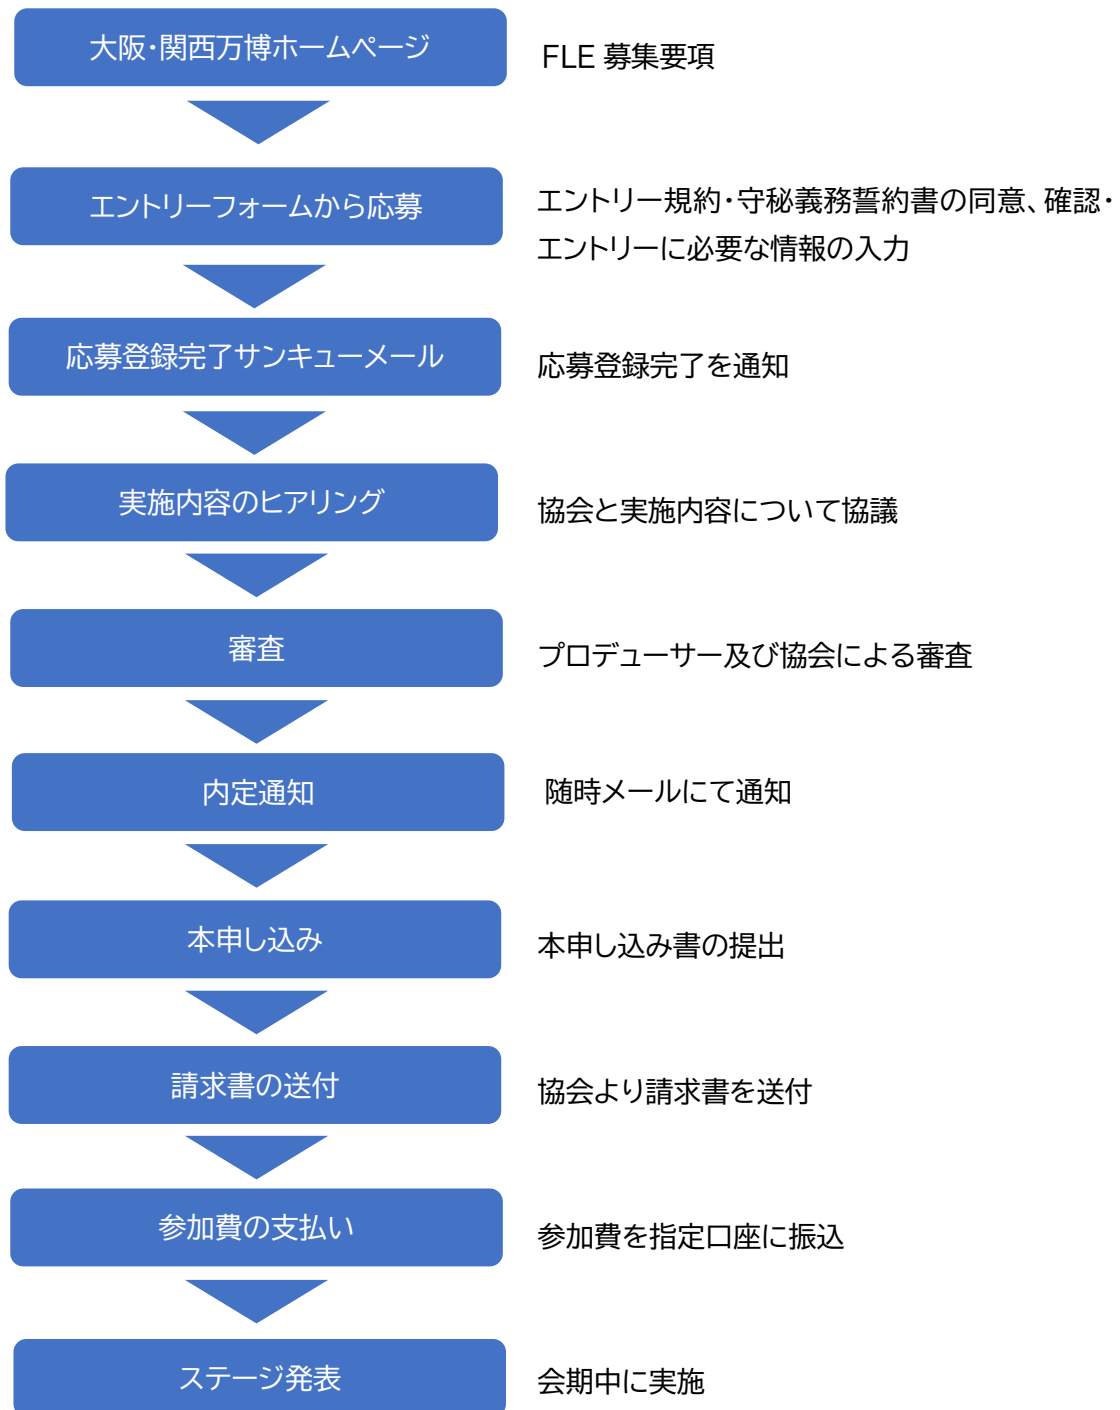 大阪・関西万博ホームページ
FLE 募集要項
エントリーフォームから応募
エントリー規約・守秘義務誓約書の同意、確認・
エントリーに必要な情報の入力
応募登録完了サンキューメール
応募登録完了を通知
実施内容のヒアリング
協会と実施内容について協議
審査
プロデューサー及び協会による審査
内定通知
随時メールにて通知
本申し込み
本申し込み書の提出
請求書の送付
協会より請求書を送付
参加費の支払い
参加費を指定口座に振込
ステージ発表
会期中に実施